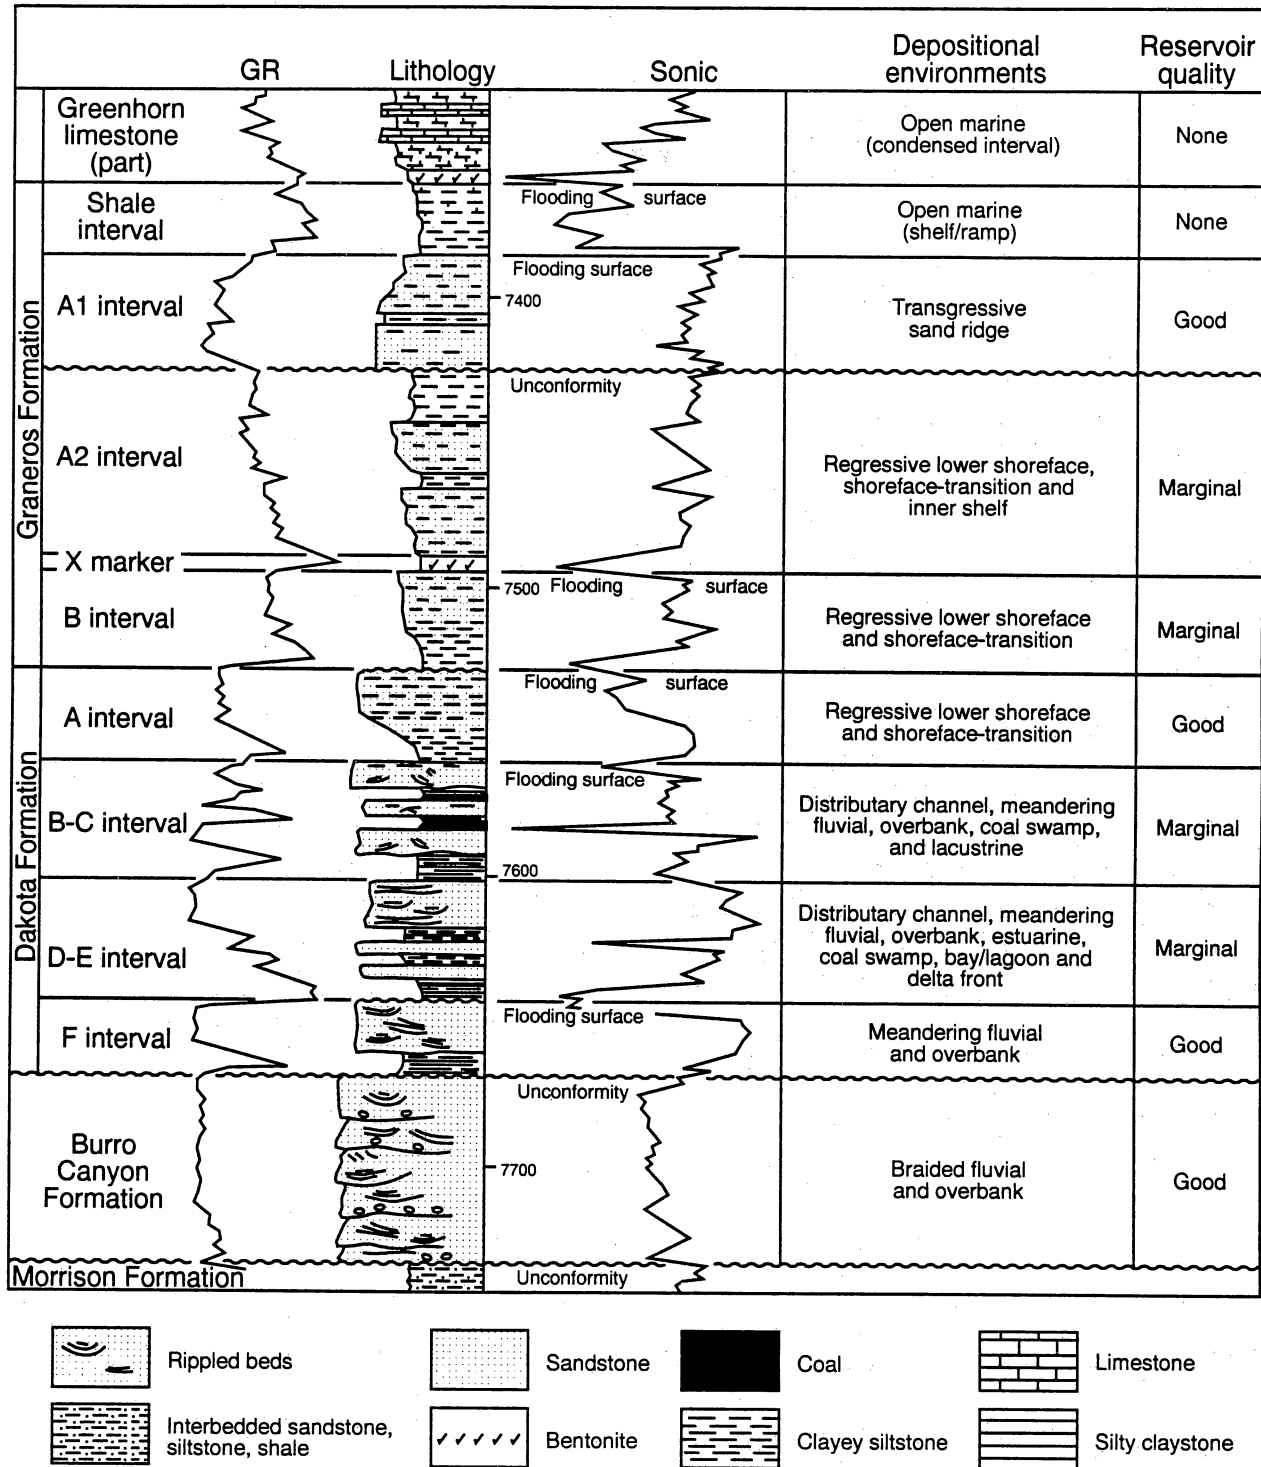 GR
Lithology
Sonic
Depositional
environments
Reservoir
quality
Greenhorn
limestone
(part)
Open marine
(condensed interval)
None
Flooding surface
Shale
interval
Open marine
(shelf/ramp)
None
Flooding surface
Graneros Formation
A1 interval
7400
Transgressive
sand ridge
Good
Unconformity
A2 interval
Regressive lower shoreface,
shoreface-transition and
inner shelf
Marginal
X marker
7500
Flooding surface
B interval
Regressive lower shoreface
and shoreface-transition
Marginal
Flooding surface
Dakota Formation
A interval
Regressive lower shoreface
and shoreface-transition
Good
Flooding surface
B-C interval
Distributary channel, meandering
fluvial, overbank, coal swamp,
and lacustrine
Marginal
7600
D-E interval
Distributary channel, meandering
fluvial, overbank, estuarine,
coal swamp, bay/lagoon and
delta front
Marginal
Flooding surface
F interval
Meandering fluvial
and overbank
Good
Unconformity
Burro
Canyon
Formation
7700
Braided fluvial
and overbank
Good
Morrison Formation
Unconformity
Rippled beds
Sandstone
Coal
Limestone
Interbedded sandstone,
siltstone, shale
Bentonite
Clayey siltstone
Silty claystone